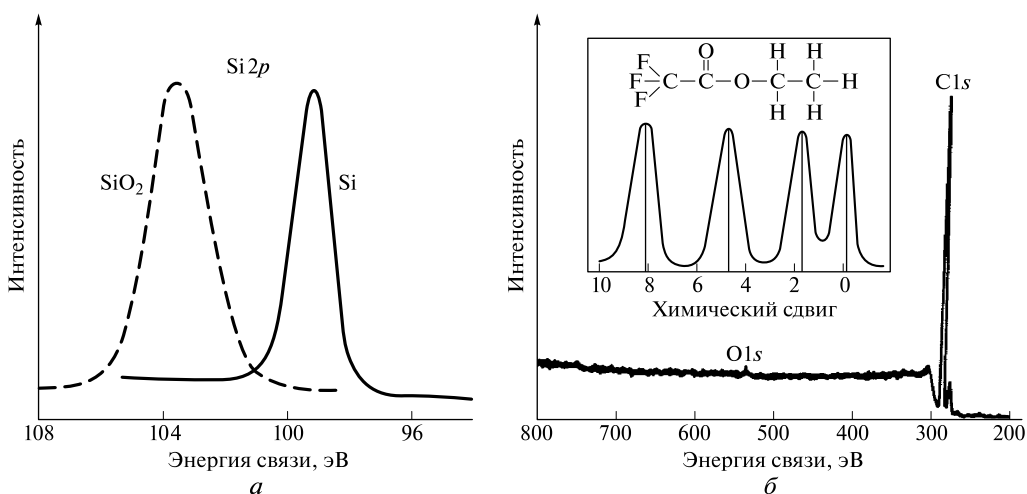 Интенсивность
Si 2p
SiO2
Si
108 104 100 96
Энергия связи, эВ
а
Интенсивность
O H H
F
F C C O C C H
F
H H
10 8 6 4 2 0
Химический сдвиг
C1s
O1s
800 700 600 500 400 300 200
Энергия связи, эВ
б